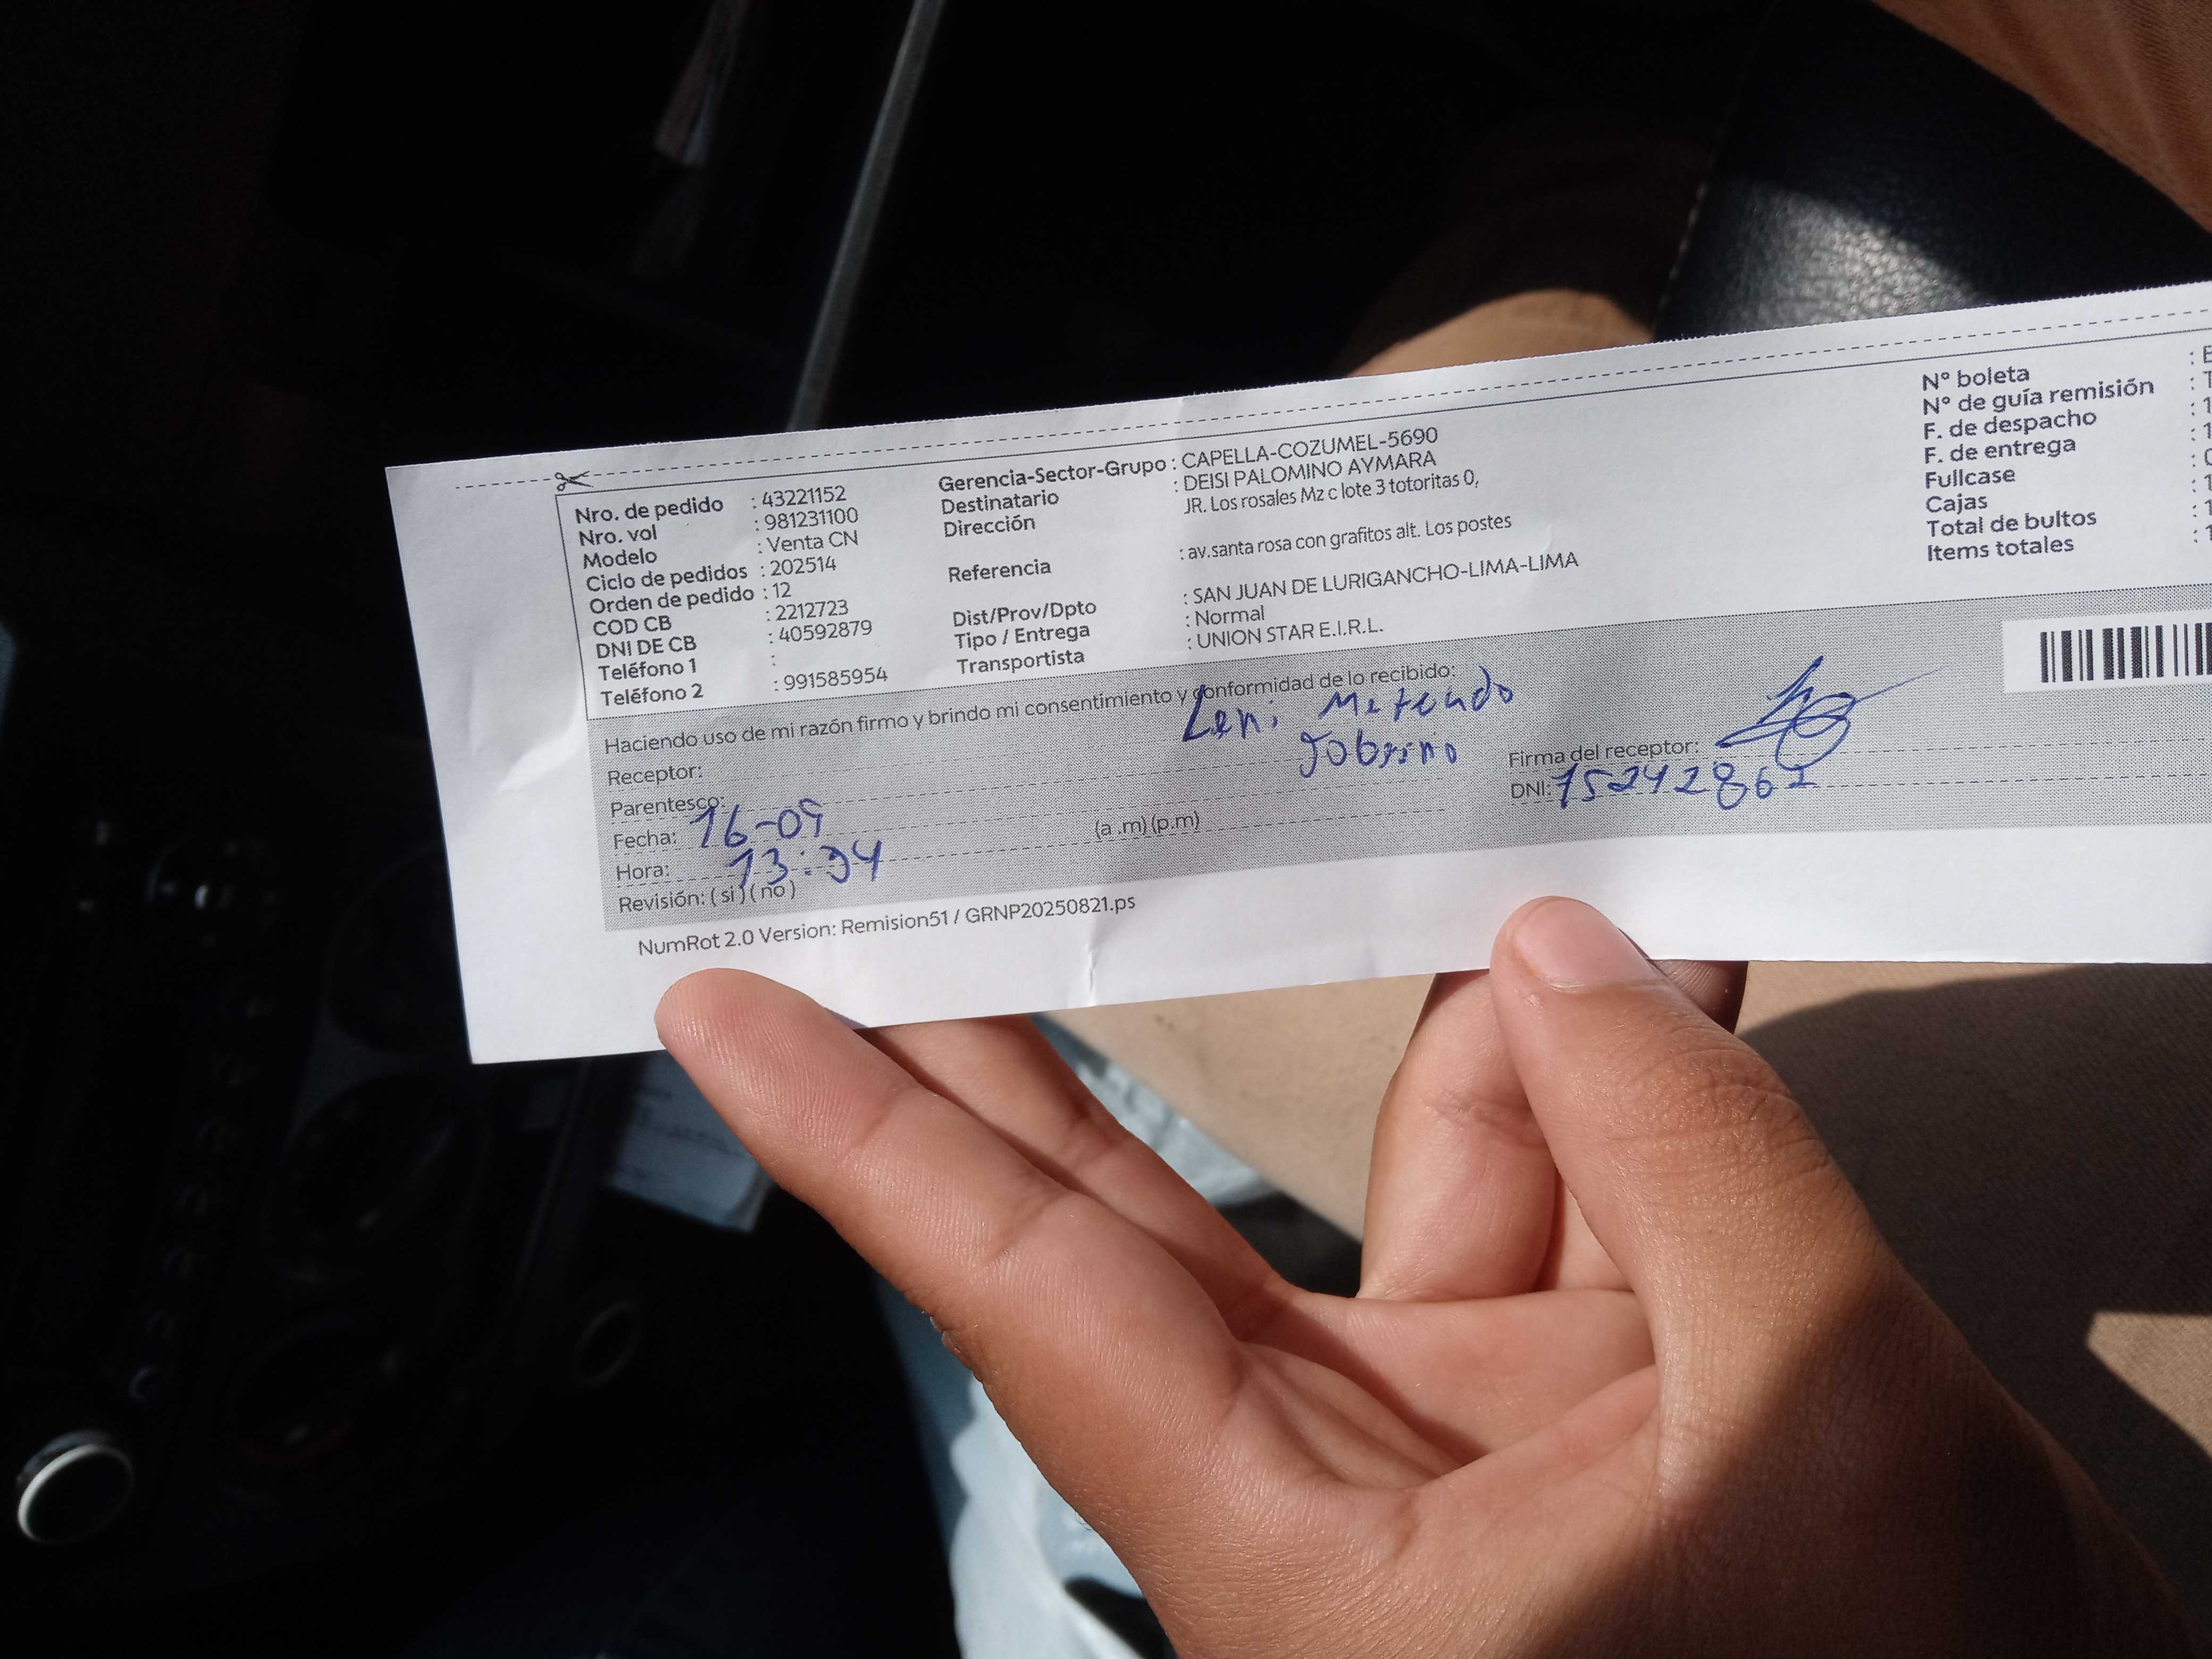 Nro. de pedido : 43221152
Nro. vol : 981231100
Modelo : Venta CN
Ciclo de pedidos : 202514
Orden de pedido : 12
COD CB : 2212723
DNI DE CB : 40592879
Teléfono 1 :
Teléfono 2 : 991585954
Gerencia-Sector-Grupo : CAPELLA-COZUMEL-5690
Destinatario : DEISI PALOMINO AYMARA
Dirección JR. Los rosales Mz c lote 3 totoritas 0,
Referencia : av.santa rosa con grafitos alt. Los postes
Dist/Prov/Dpto : SAN JUAN DE LURIGANCHO-LIMA-LIMA
Tipo / Entrega : Normal
Transportista : UNION STAR E.I.R.L.
N° boleta :
N° de guía remisión : T
F. de despacho : 1
F. de entrega : 1
Fullcase :
Cajas : 1
Total de bultos : 1
Items totales : 1
Haciendo uso de mi razón firmo y brindo mi consentimiento y conformidad de lo recibido:
Receptor: Leni
Parentesco: Sobrino
Fecha: 16-09
Hora: 13:34 (a .m) (p.m)
Revisión: ( si ) ( no )
Firma del receptor:
DNI:
NumRot 2.0 Version: Remision51 / GRNP20250821.ps